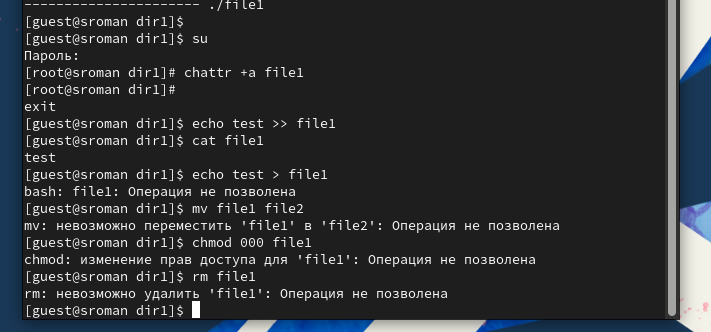 ---------------------- ./file1
[guest@sroman dir1]$
[guest@sroman dir1]$ su
Пароль:
[root@sroman dir1]# chattr +a file1
[root@sroman dir1]#
exit
[guest@sroman dir1]$ echo test >> file1
[guest@sroman dir1]$ cat file1
test
[guest@sroman dir1]$ echo test > file1
bash: file1: Операция не позволена
[guest@sroman dir1]$ mv file1 file2
mv: невозможно переместить 'file1' в 'file2': Операция не позволена
[guest@sroman dir1]$ chmod 000 file1
chmod: изменение прав доступа для 'file1': Операция не позволена
[guest@sroman dir1]$ rm file1
rm: невозможно удалить 'file1': Операция не позволена
[guest@sroman dir1]$